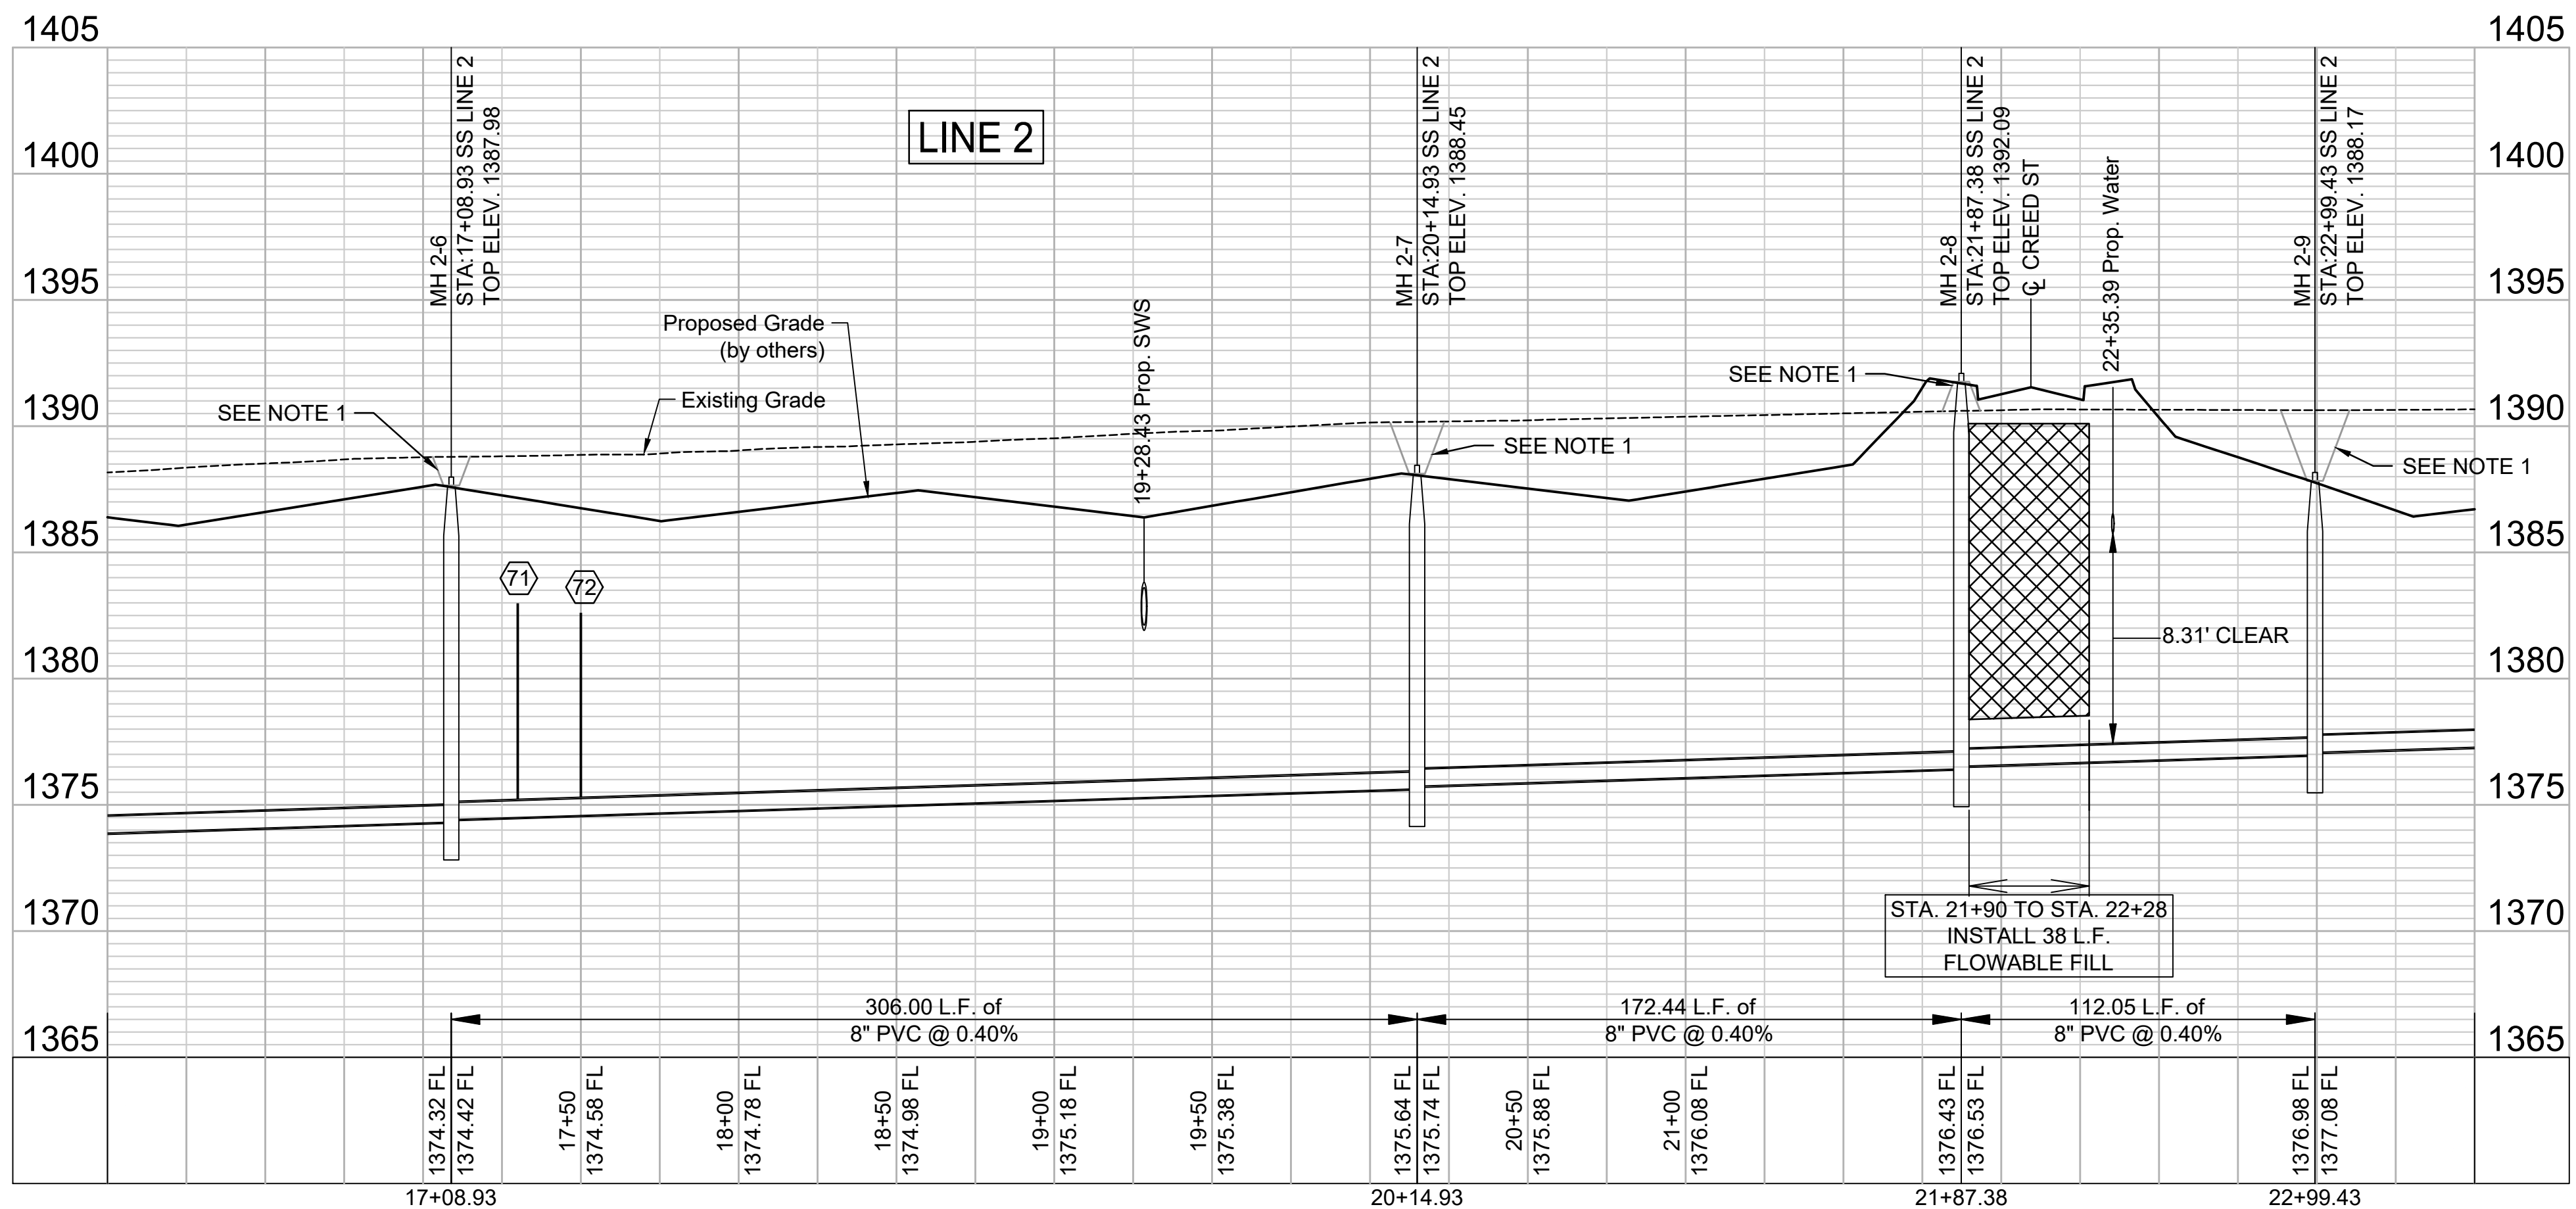 1405
1400
1395
1390
1385
1380
1375
1370
1365
1405
1400
1395
1390
1385
1380
1375
1370
1365
LINE 2
MH 2-6
STA:17+08.93 SS LINE 2
TOP ELEV. 1387.98
MH 2-7
STA:20+14.93 SS LINE 2
TOP ELEV. 1388.45
MH 2-8
STA:21+87.38 SS LINE 2
TOP ELEV. 1392.09
℄ CREED ST
22+35.39 Prop. Water
MH 2-9
STA:22+99.43 SS LINE 2
TOP ELEV. 1388.17
19+28.43 Prop. SWS
Proposed Grade
(by others)
Existing Grade
SEE NOTE 1
SEE NOTE 1
SEE NOTE 1
SEE NOTE 1
71
72
8.31' CLEAR
STA. 21+90 TO STA. 22+28
INSTALL 38 L.F.
FLOWABLE FILL
306.00 L.F. of
8" PVC @ 0.40%
172.44 L.F. of
8" PVC @ 0.40%
112.05 L.F. of
8" PVC @ 0.40%
1374.32 FL
1374.42 FL
17+50
1374.58 FL
18+00
1374.78 FL
18+50
1374.98 FL
19+00
1375.18 FL
19+50
1375.38 FL
1375.64 FL
1375.74 FL
20+50
1375.88 FL
21+00
1376.08 FL
1376.43 FL
1376.53 FL
1376.98 FL
1377.08 FL
17+08.93
20+14.93
21+87.38
22+99.43